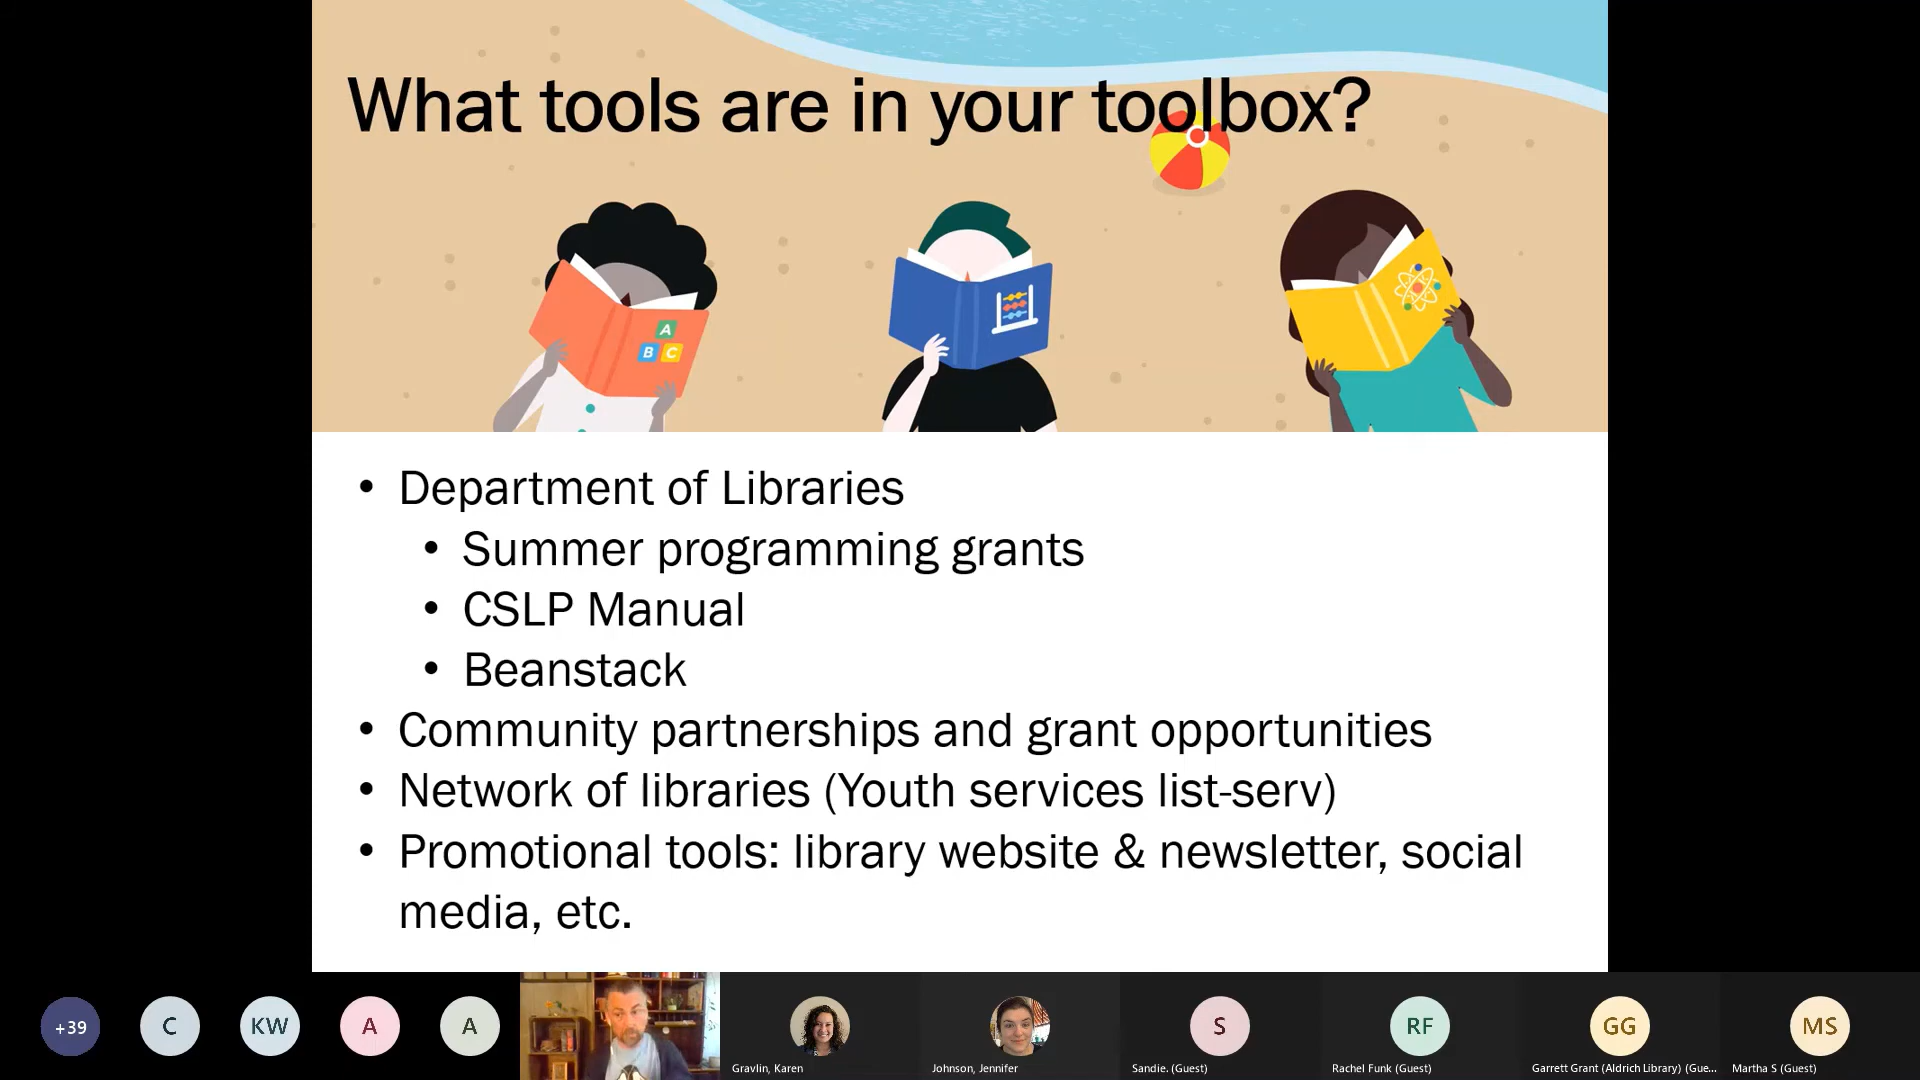 What tools are in your toolbox?
A
B C
• Department of Libraries
• Summer programming grants
• CSLP Manual
• Beanstack
• Community partnerships and grant opportunities
• Network of libraries (Youth services list-serv)
• Promotional tools: library website & newsletter, social
media, etc.
+39
C
KW
A
A
S
RF
GG
MS
Gravlin, Karen
Johnson, Jennifer
Sandie. (Guest)
Rachel Funk (Guest)
Garrett Grant (Aldrich Library) (Gue...
Martha S (Guest)